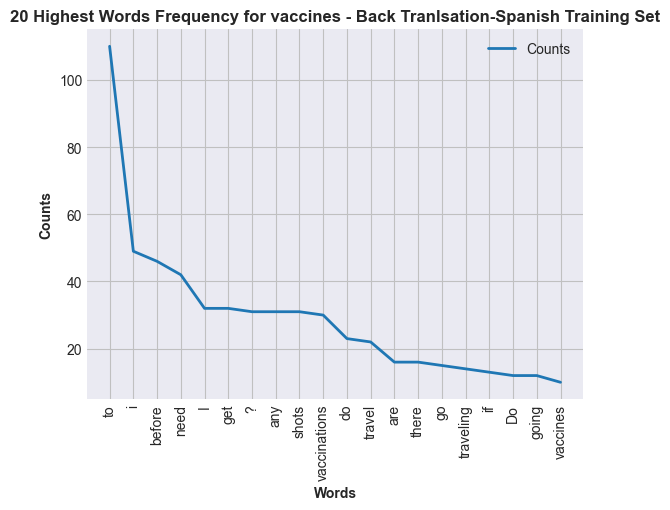 20 Highest Words Frequency for vaccines - Back Tranlsation-Spanish Training Set
Counts
Counts
100
80
60
40
20
to
i
before
need
I
get
?
any
shots
vaccinations
do
travel
are
there
go
traveling
if
Do
going
vaccines
Words